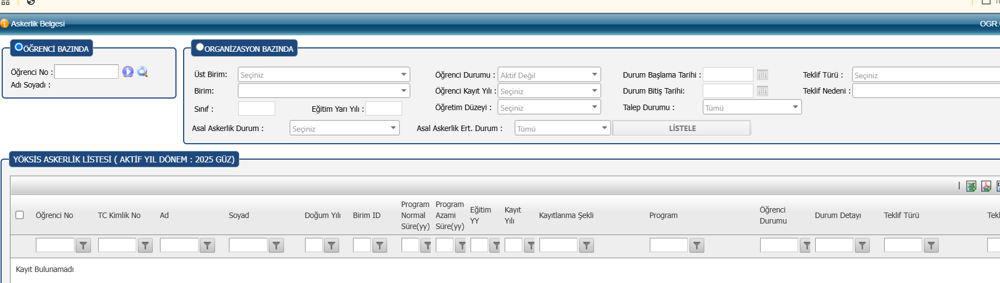 Askerlik Belgesi
OGR.
ÖĞRENCİ BAZINDA
Öğrenci No :
Adı Soyadı :
ORGANİZASYON BAZINDA
Üst Birim: Seçiniz Öğrenci Durumu : Aktif Değil Durum Başlama Tarihi : Teklif Türü : Seçiniz
Birim: Öğrenci Kayıt Yılı : Seçiniz Durum Bitiş Tarihi: Teklif Nedeni :
Sınıf : Eğitim Yarı Yılı : Öğretim Düzeyi : Seçiniz Talep Durumu : Tümü
Asal Askerlik Durum : Seçiniz Asal Askerlik Ert. Durum : Tümü LİSTELE
YÖKSİS ASKERLİK LİSTESİ ( AKTİF YIL DÖNEM : 2025 GÜZ)
Öğrenci No
TC Kimlik No
Ad
Soyad
Doğum Yılı
Birim ID
Program
Normal
Süre(yy)
Program
Azami
Süre(yy)
Eğitim
YY
Kayıt
Yılı
Kayıtlanma Şekli
Program
Öğrenci
Durumu
Durum Detayı
Teklif Türü
Kayıt Bulunamadı